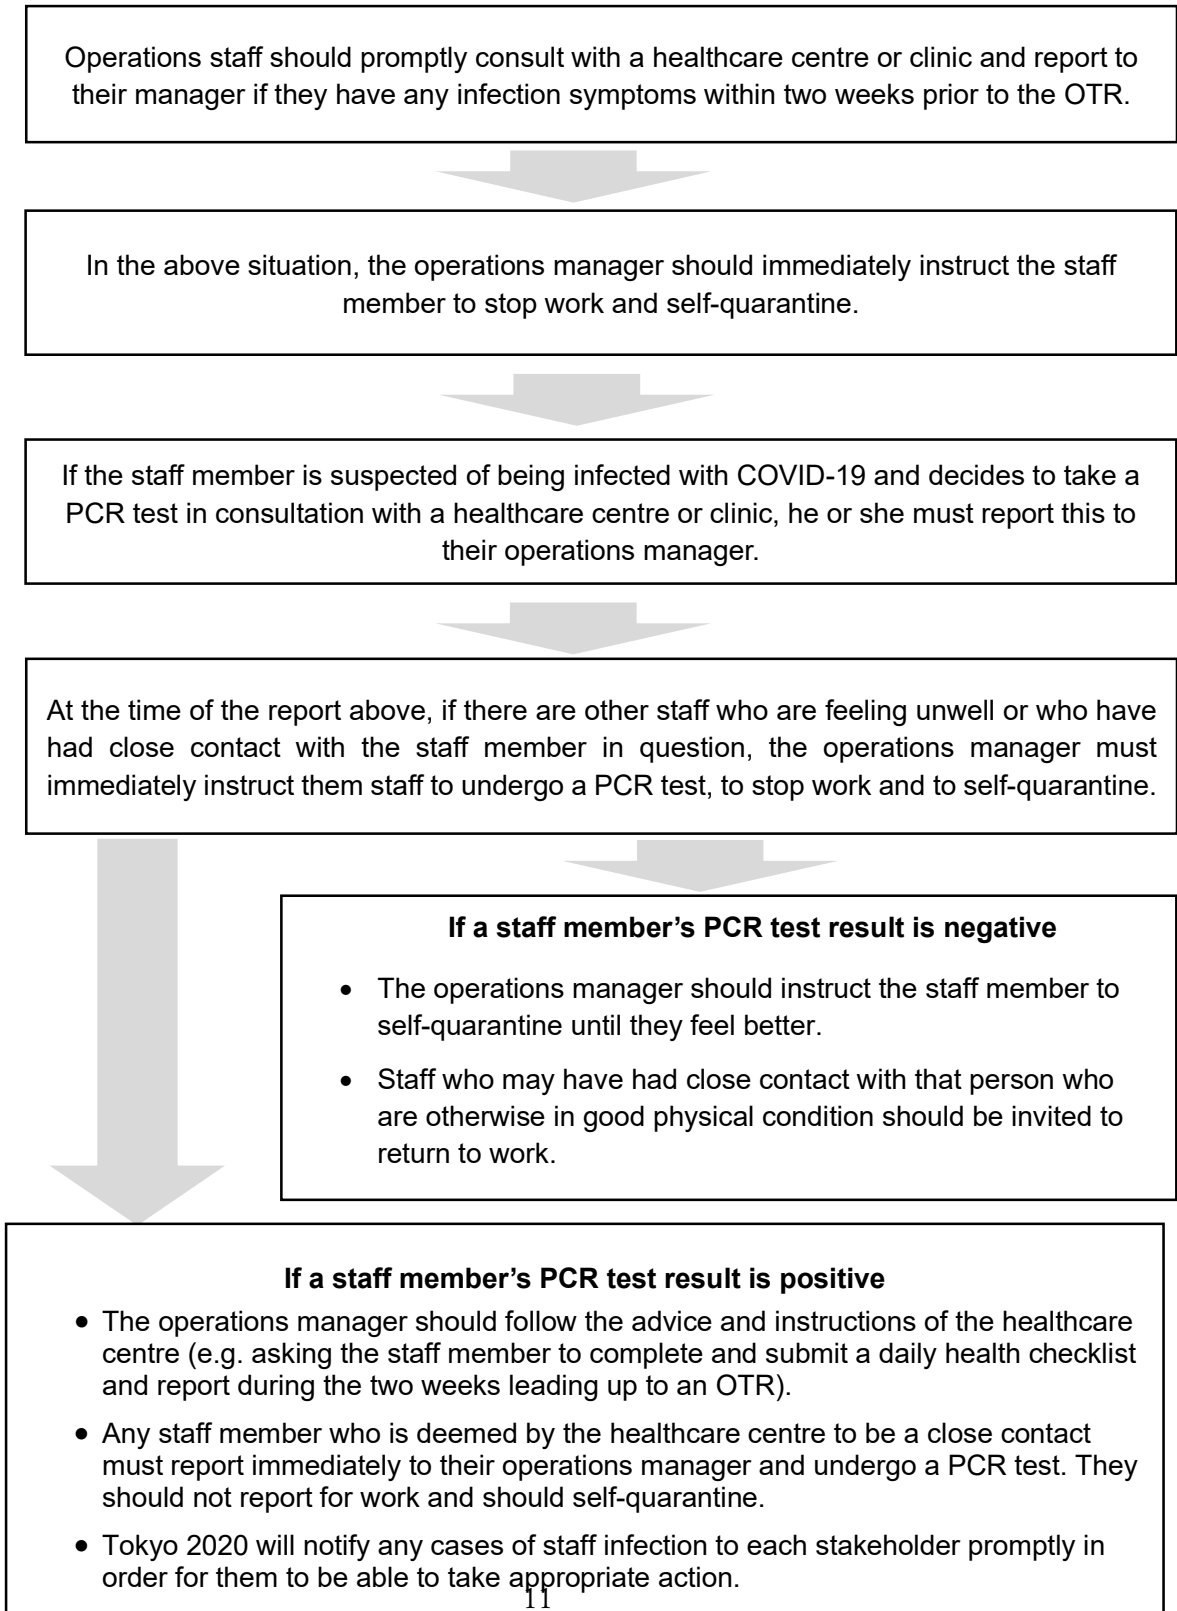 Operations staff should promptly consult with a healthcare centre or clinic and report to
their manager if they have any infection symptoms within two weeks prior to the OTR.
In the above situation, the operations manager should immediately instruct the staff
member to stop work and self-quarantine.
If the staff member is suspected of being infected with COVID-19 and decides to take a
PCR test in consultation with a healthcare centre or clinic, he or she must report this to
their operations manager.
At the time of the report above, if there are other staff who are feeling unwell or who have
had close contact with the staff member in question, the operations manager must
immediately instruct them staff to undergo a PCR test, to stop work and to self-quarantine.
If a staff member’s PCR test result is negative
• The operations manager should instruct the staff member to
self-quarantine until they feel better.
• Staff who may have had close contact with that person who
are otherwise in good physical condition should be invited to
return to work.
If a staff member’s PCR test result is positive
• The operations manager should follow the advice and instructions of the healthcare
centre (e.g. asking the staff member to complete and submit a daily health checklist
and report during the two weeks leading up to an OTR).
• Any staff member who is deemed by the healthcare centre to be a close contact
must report immediately to their operations manager and undergo a PCR test. They
should not report for work and should self-quarantine.
• Tokyo 2020 will notify any cases of staff infection to each stakeholder promptly in
order for them to be able to take appropriate action.
11